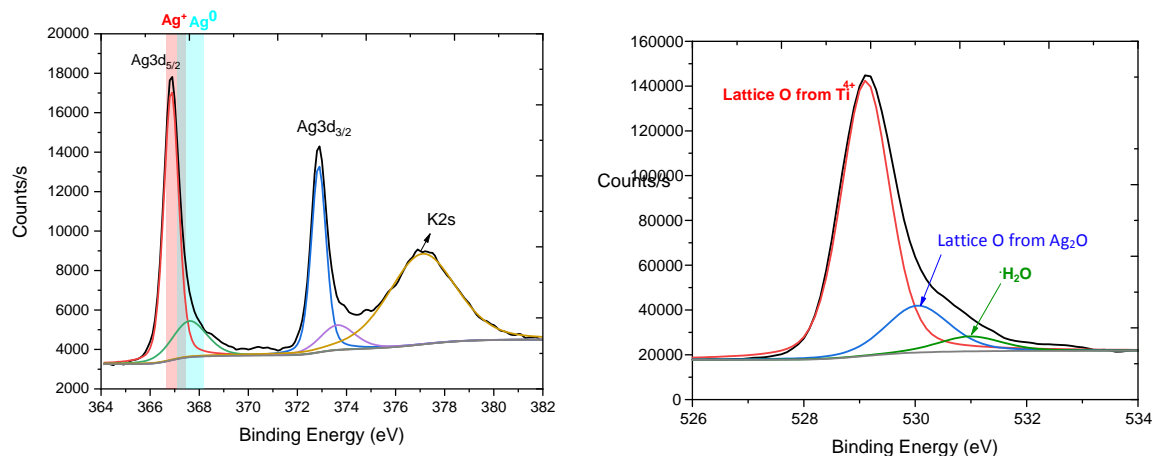 Ag⁺ Ag⁰
20000
18000
16000
14000
12000
10000
8000
6000
4000
2000
Counts/s
Ag3d₅/₂
Ag3d₃/₂
K2s
364 366 368 370 372 374 376 378 380 382
Binding Energy (eV)
160000
140000
120000
100000
80000
60000
40000
20000
0
Counts/s
Lattice O from Ti⁴⁺
Lattice O from Ag₂O
·H₂O
526 528 530 532 534
Binding Energy (eV)